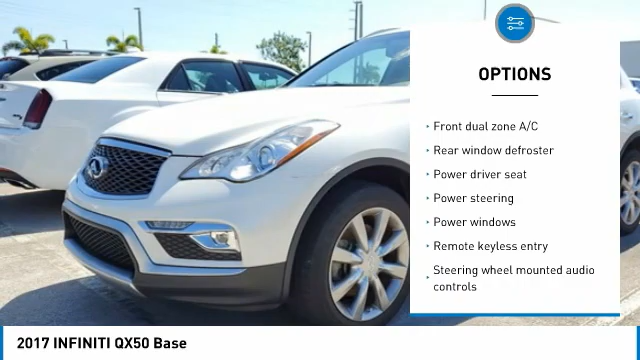 OPTIONS
Front dual zone A/C
Rear window defroster
Power driver seat
Power steering
Power windows
Remote keyless entry
Steering wheel mounted audio
controls
2017 INFINITI QX50 Base